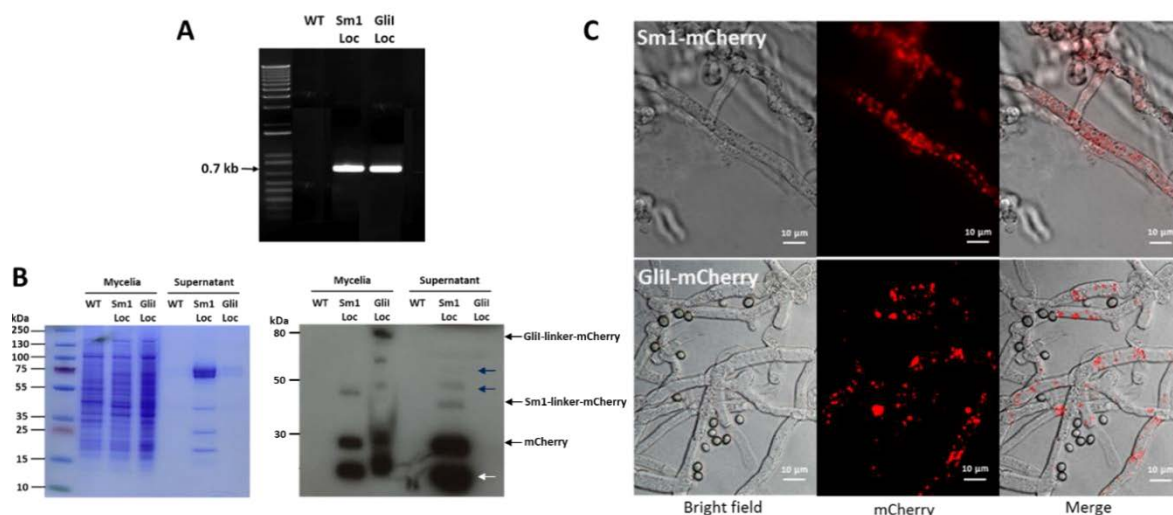 A
WT Sm1 GliI
Loc Loc
0.7 kb
B
Mycelia Supernatant
WT Sm1 GliI WT Sm1 GliI
Loc Loc Loc Loc
kDa
250
130
100
75
55
35
25
15
10
Mycelia Supernatant
WT Sm1 GliI WT Sm1 GliI
Loc Loc Loc Loc
kDa
80
50
30
GliI-linker-mCherry
Sm1-linker-mCherry
mCherry
C
Sm1-mCherry
10 µm 10 µm 10 µm
GliI-mCherry
10 µm 10 µm 10 µm
Bright field mCherry Merge